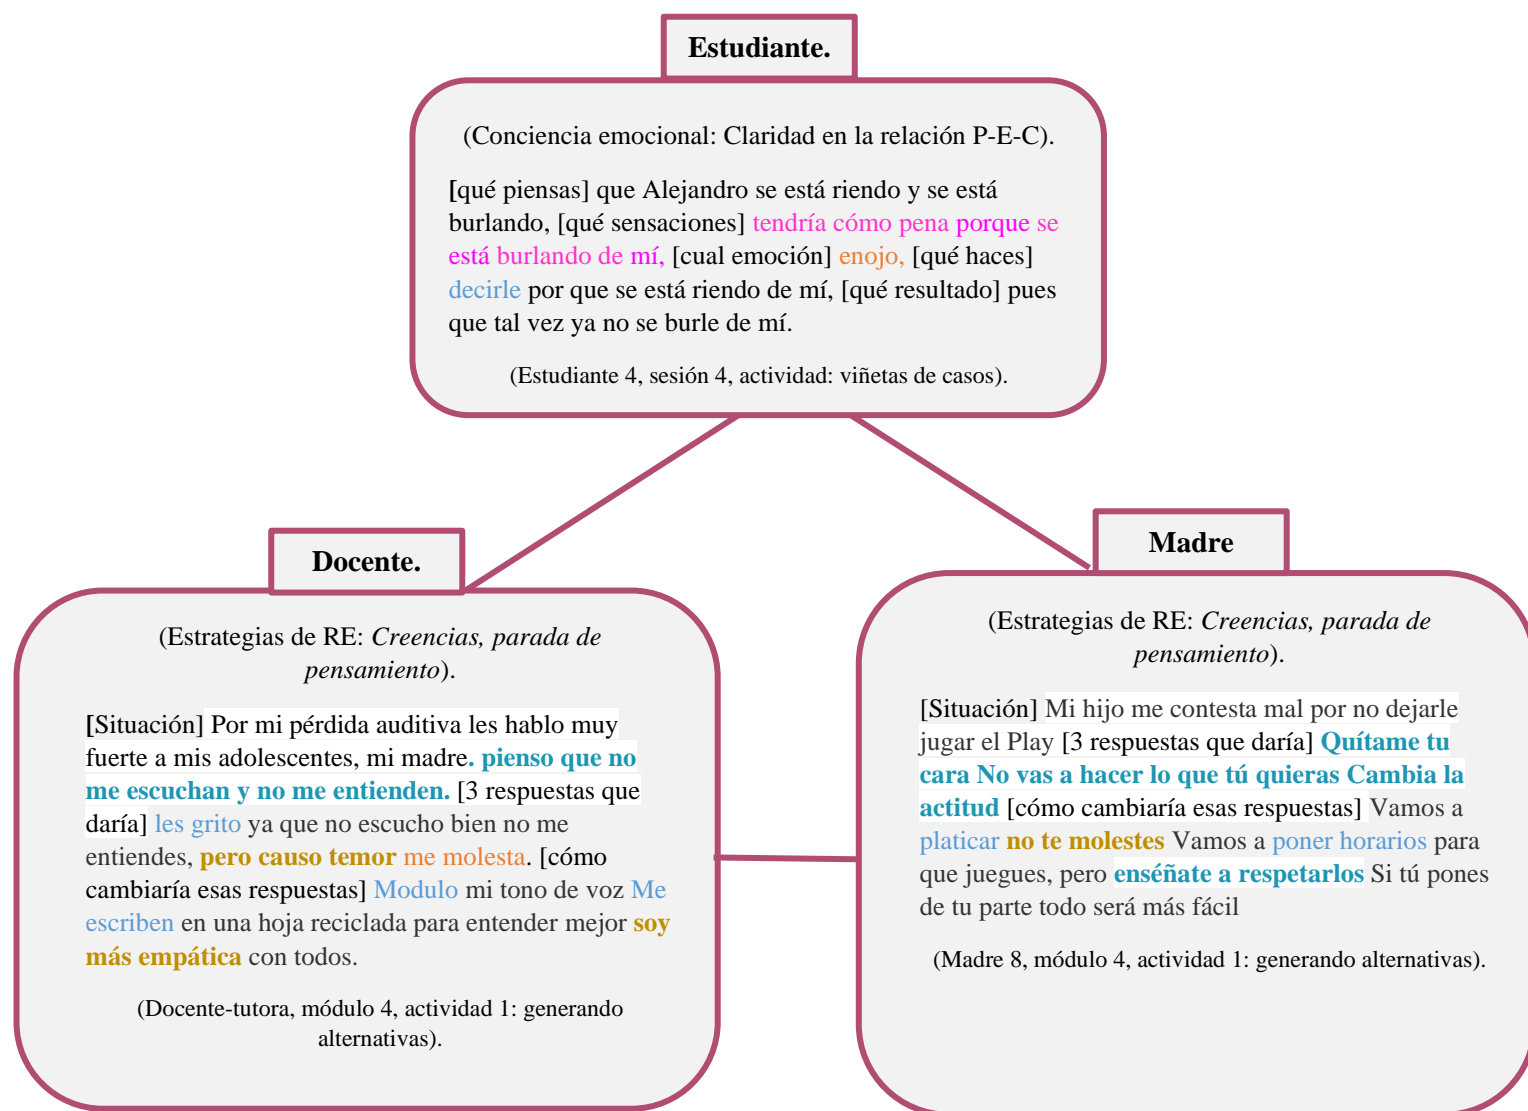 Estudiante.
(Conciencia emocional: Claridad en la relación P-E-C).
[qué piensas] que Alejandro se está riendo y se está
burlando, [qué sensaciones] tendría cómo pena porque se
está burlando de mí, [cual emoción] enojo, [qué haces]
decirle por que se está riendo de mí, [qué resultado] pues
que tal vez ya no se burle de mí.
(Estudiante 4, sesión 4, actividad: viñetas de casos).
Docente.
(Estrategias de RE: Creencias, parada de
pensamiento).
[Situación] Por mi pérdida auditiva les hablo muy
fuerte a mis adolescentes, mi madre. pienso que no
me escuchan y no me entienden. [3 respuestas que
daría] les grito ya que no escucho bien no me
entiendes, pero causo temor me molesta. [cómo
cambiaría esas respuestas] Modulo mi tono de voz Me
escriben en una hoja reciclada para entender mejor soy
más empática con todos.
(Docente-tutora, módulo 4, actividad 1: generando
alternativas).
Madre
(Estrategias de RE: Creencias, parada de
pensamiento).
[Situación] Mi hijo me contesta mal por no dejarle
jugar el Play [3 respuestas que daría] Quítame tu
cara No vas a hacer lo que tú quieras Cambia la
actitud [cómo cambiaría esas respuestas] Vamos a
platicar no te molestes Vamos a poner horarios para
que juegues, pero enséñate a respetarlos Si tú pones
de tu parte todo será más fácil
(Madre 8, módulo 4, actividad 1: generando alternativas).